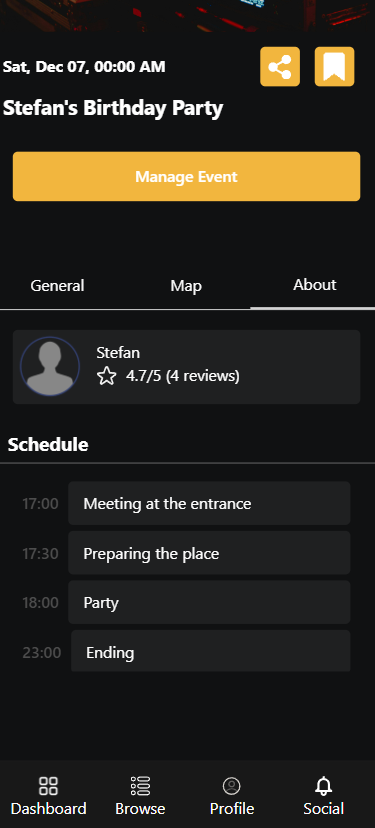 Sat, Dec 07, 00:00 AM
Stefan's Birthday Party
Manage Event
General Map About
Stefan
4.7/5 (4 reviews)
Schedule
17:00 Meeting at the entrance
17:30 Preparing the place
18:00 Party
23:00 Ending
Dashboard Browse Profile Social